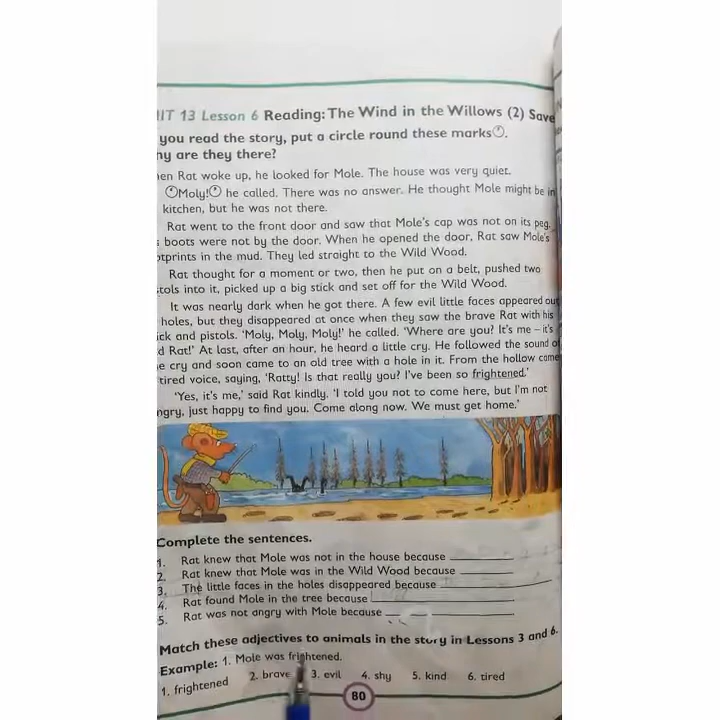 IT 13 Lesson 6 Reading: The Wind in the Willows (2) Save
you read the story, put a circle round these marks '.
hy are they there?
en Rat woke up, he looked for Mole. The house was very quiet.
'Moly!' he called. There was no answer. He thought Mole might be in
kitchen, but he was not there.
Rat went to the front door and saw that Mole's cap was not on its peg.
s boots were not by the door. When he opened the door, Rat saw Mole's
otprints in the mud. They led straight to the Wild Wood.
Rat thought for a moment or two, then he put on a belt, pushed two
stols into it, picked up a big stick and set off for the Wild Wood.
It was nearly dark when he got there. A few evil little faces appeared out
holes, but they disappeared at once when they saw the brave Rat with his
ick and pistols. 'Moly, Moly, Moly!' he called. 'Where are you? It's me – it's
d Rat!' At last, after an hour, he heard a little cry. He followed the sound of
e cry and soon came to an old tree with a hole in it. From the hollow came
tired voice, saying, 'Ratty! Is that really you? I've been so frightened.'
'Yes, it's me,' said Rat kindly. 'I told you not to come here, but I'm not
ngry, just happy to find you. Come along now. We must get home.'
Complete the sentences.
1. Rat knew that Mole was not in the house because
2. Rat knew that Mole was in the Wild Wood because
3. The little faces in the holes disappeared because
4. Rat found Mole in the tree because
5. Rat was not angry with Mole because
Match these adjectives to animals in the story in Lessons 3 and 6.
Example: 1. Mole was frightened.
1. frightened 2. brave 3. evil 4. shy 5. kind 6. tired
80